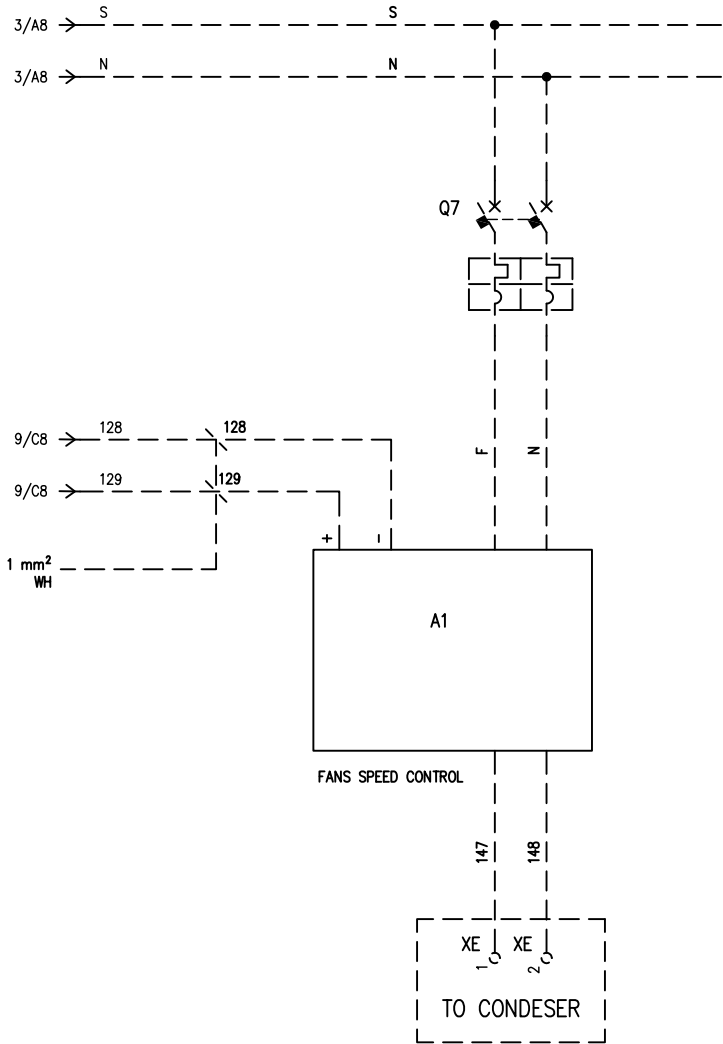 3/A8 S S
3/A8 N N
Q7
9/C8 128 128
F N
9/C8 129 129
+ -
1 mm²
WH
A1
FANS SPEED CONTROL
147 148
XE XE
1 2
TO CONDESER